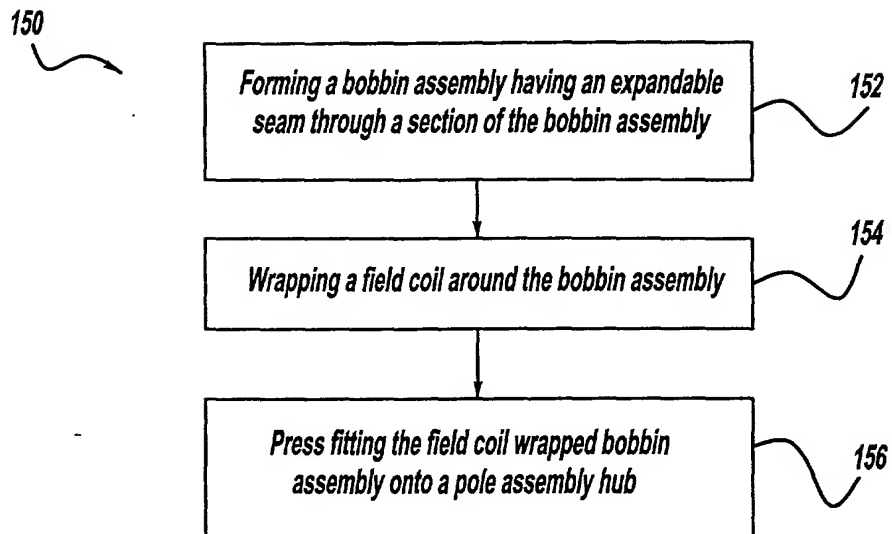 150
Forming a bobbin assembly having an expandable
seam through a section of the bobbin assembly
152
Wrapping a field coil around the bobbin assembly
154
Press fitting the field coil wrapped bobbin
assembly onto a pole assembly hub
156